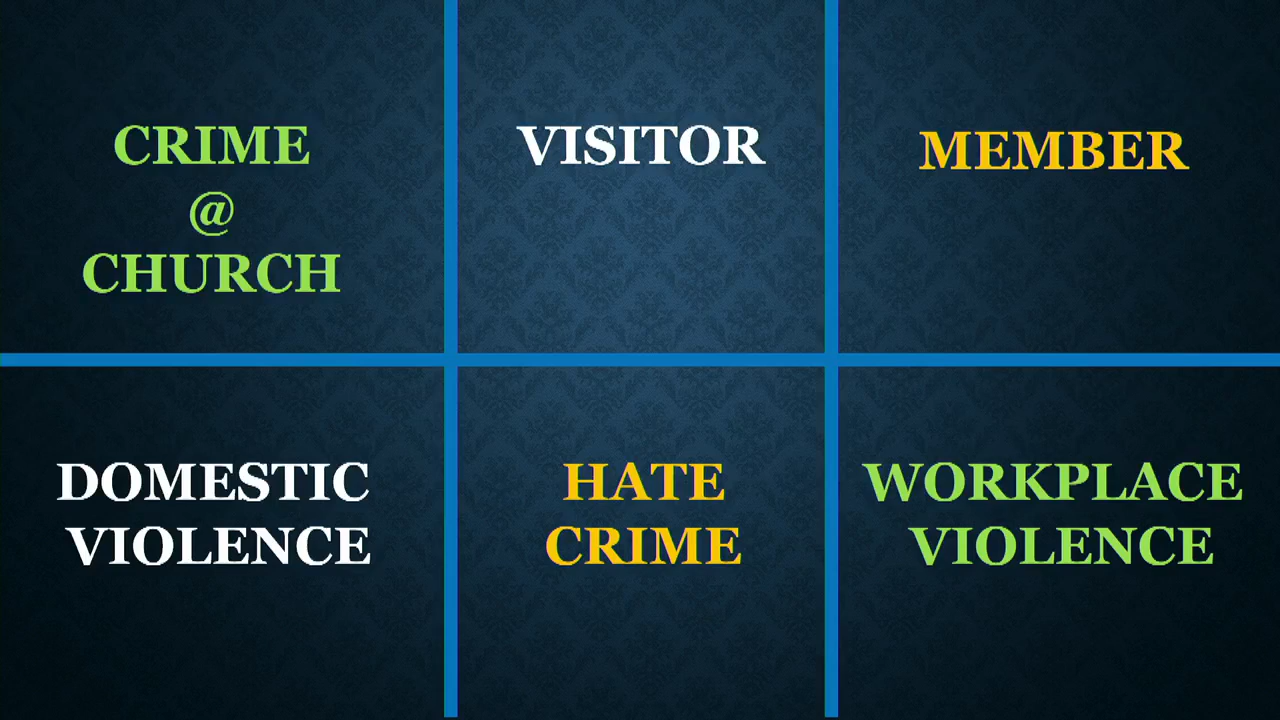 CRIME
@
CHURCH
VISITOR
MEMBER
DOMESTIC
VIOLENCE
HATE
CRIME
WORKPLACE
VIOLENCE